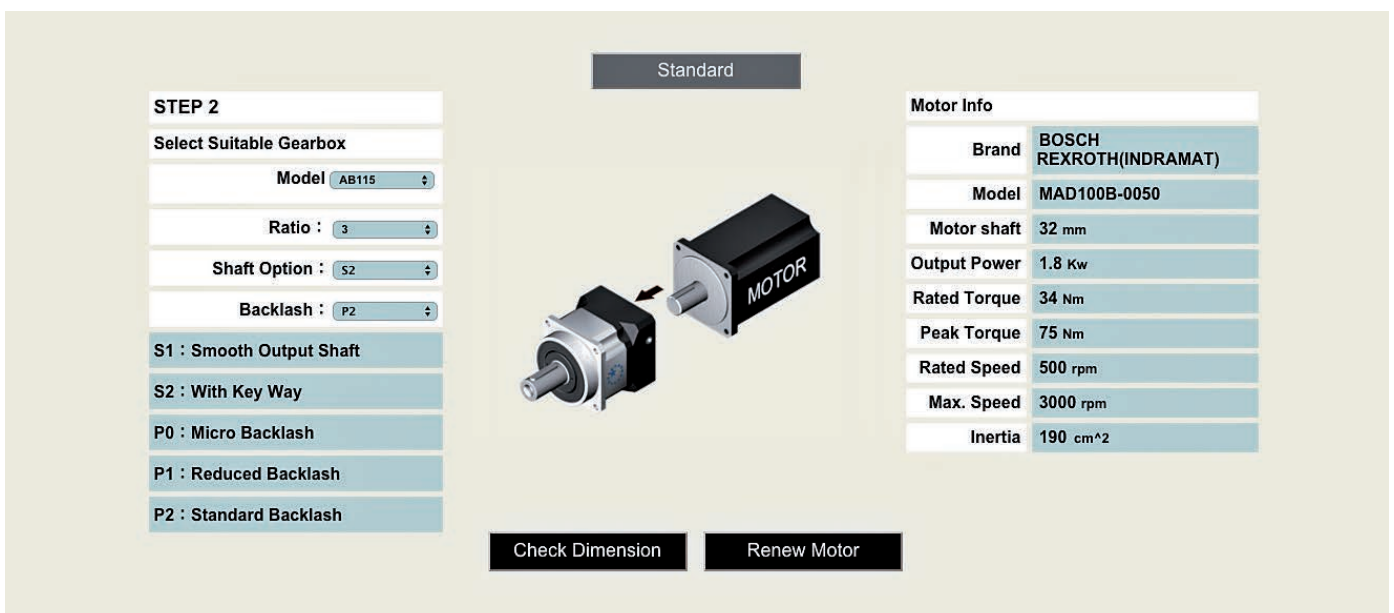 Standard
STEP 2
Select Suitable Gearbox
Model AB115
Ratio : 3
Shaft Option : S2
Backlash : P2
S1 : Smooth Output Shaft
S2 : With Key Way
P0 : Micro Backlash
P1 : Reduced Backlash
P2 : Standard Backlash
MOTOR
Motor Info
Brand BOSCH
REXROTH(INDRAMAT)
Model MAD100B-0050
Motor shaft 32 mm
Output Power 1.8 Kw
Rated Torque 34 Nm
Peak Torque 75 Nm
Rated Speed 500 rpm
Max. Speed 3000 rpm
Inertia 190 cm^2
Check Dimension
Renew Motor